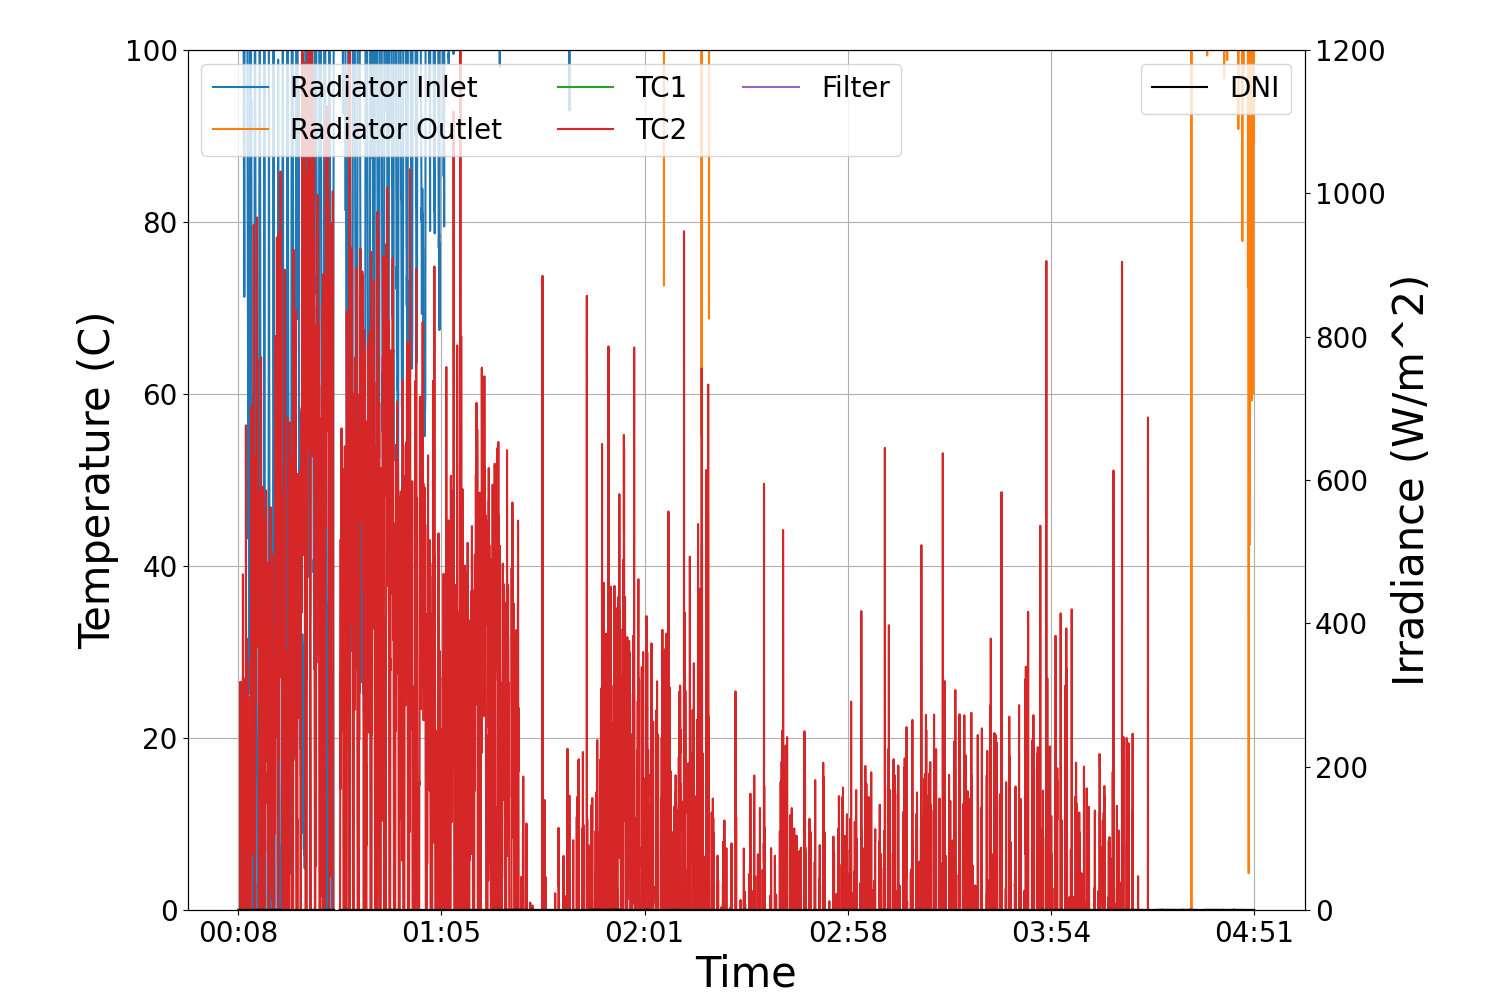 100
80
60
40
20
0
Temperature (C)
Radiator Inlet
Radiator Outlet
TC1
TC2
Filter
DNI
1200
1000
800
600
400
200
0
Irradiance (W/m^2)
00:08
01:05
02:01
02:58
03:54
04:51
Time